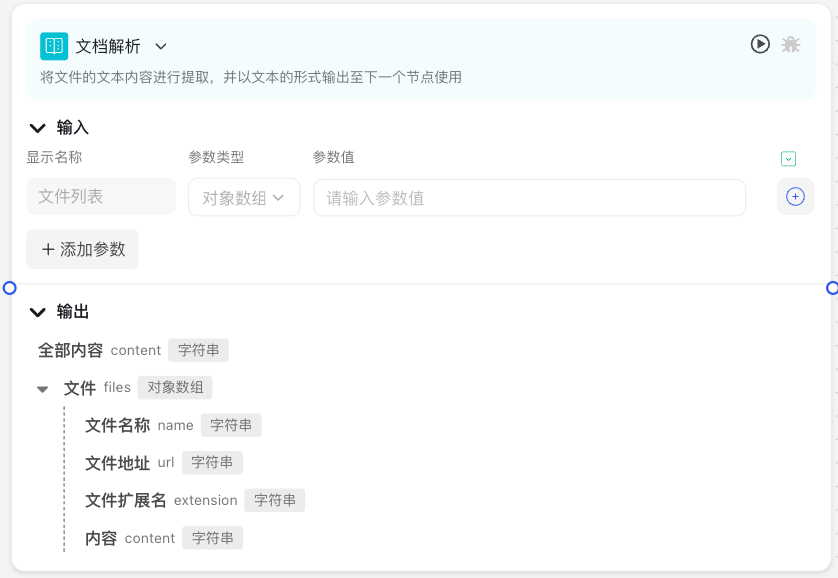 文档解析
将文件的文本内容进行提取，并以文本的形式输出至下一个节点使用
输入
显示名称 参数类型 参数值
文件列表 对象数组 请输入参数值
+ 添加参数
输出
全部内容 content 字符串
文件 files 对象数组
文件名称 name 字符串
文件地址 url 字符串
文件扩展名 extension 字符串
内容 content 字符串